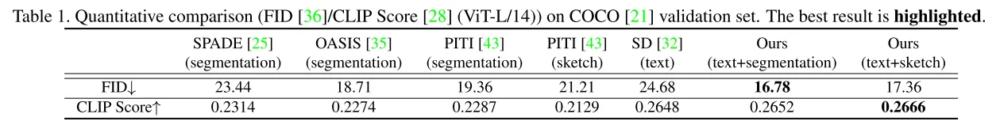 Table 1. Quantitative comparison (FID [36]/CLIP Score [28] (ViT-L/14)) on COCO [21] validation set. The best result is highlighted.
SPADE [25] OASIS [35] PITI [43] PITI [43] SD [32] Ours Ours
(segmentation) (segmentation) (segmentation) (sketch) (text) (text+segmentation) (text+sketch)
FID↓ 23.44 18.71 19.36 21.21 24.68 16.78 17.36
CLIP Score↑ 0.2314 0.2274 0.2287 0.2129 0.2648 0.2652 0.2666